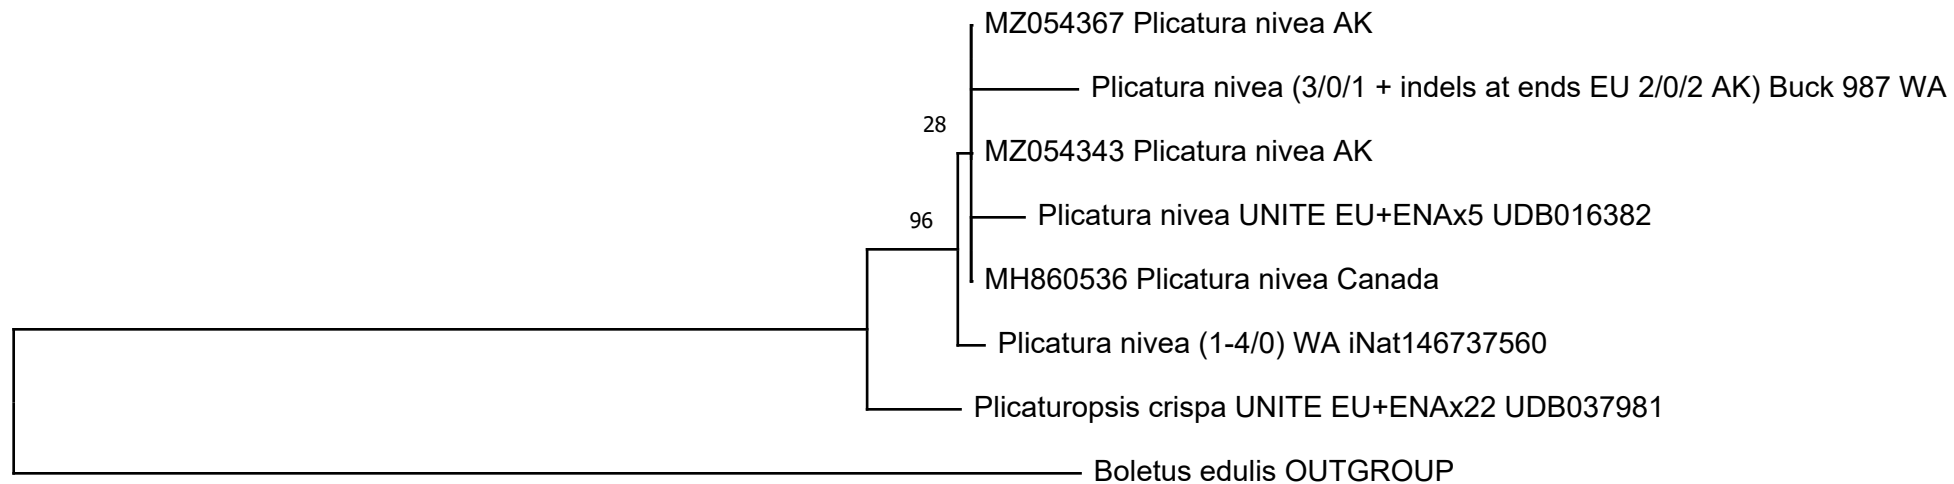 MZ054367 Plicatura nivea AK
Plicatura nivea (3/0/1 + indels at ends EU 2/0/2 AK) Buck 987 WA
28
MZ054343 Plicatura nivea AK
96
Plicatura nivea UNITE EU+ENAx5 UDB016382
MH860536 Plicatura nivea Canada
Plicatura nivea (1-4/0) WA iNat146737560
Plicaturopsis crispa UNITE EU+ENAx22 UDB037981
Boletus edulis OUTGROUP